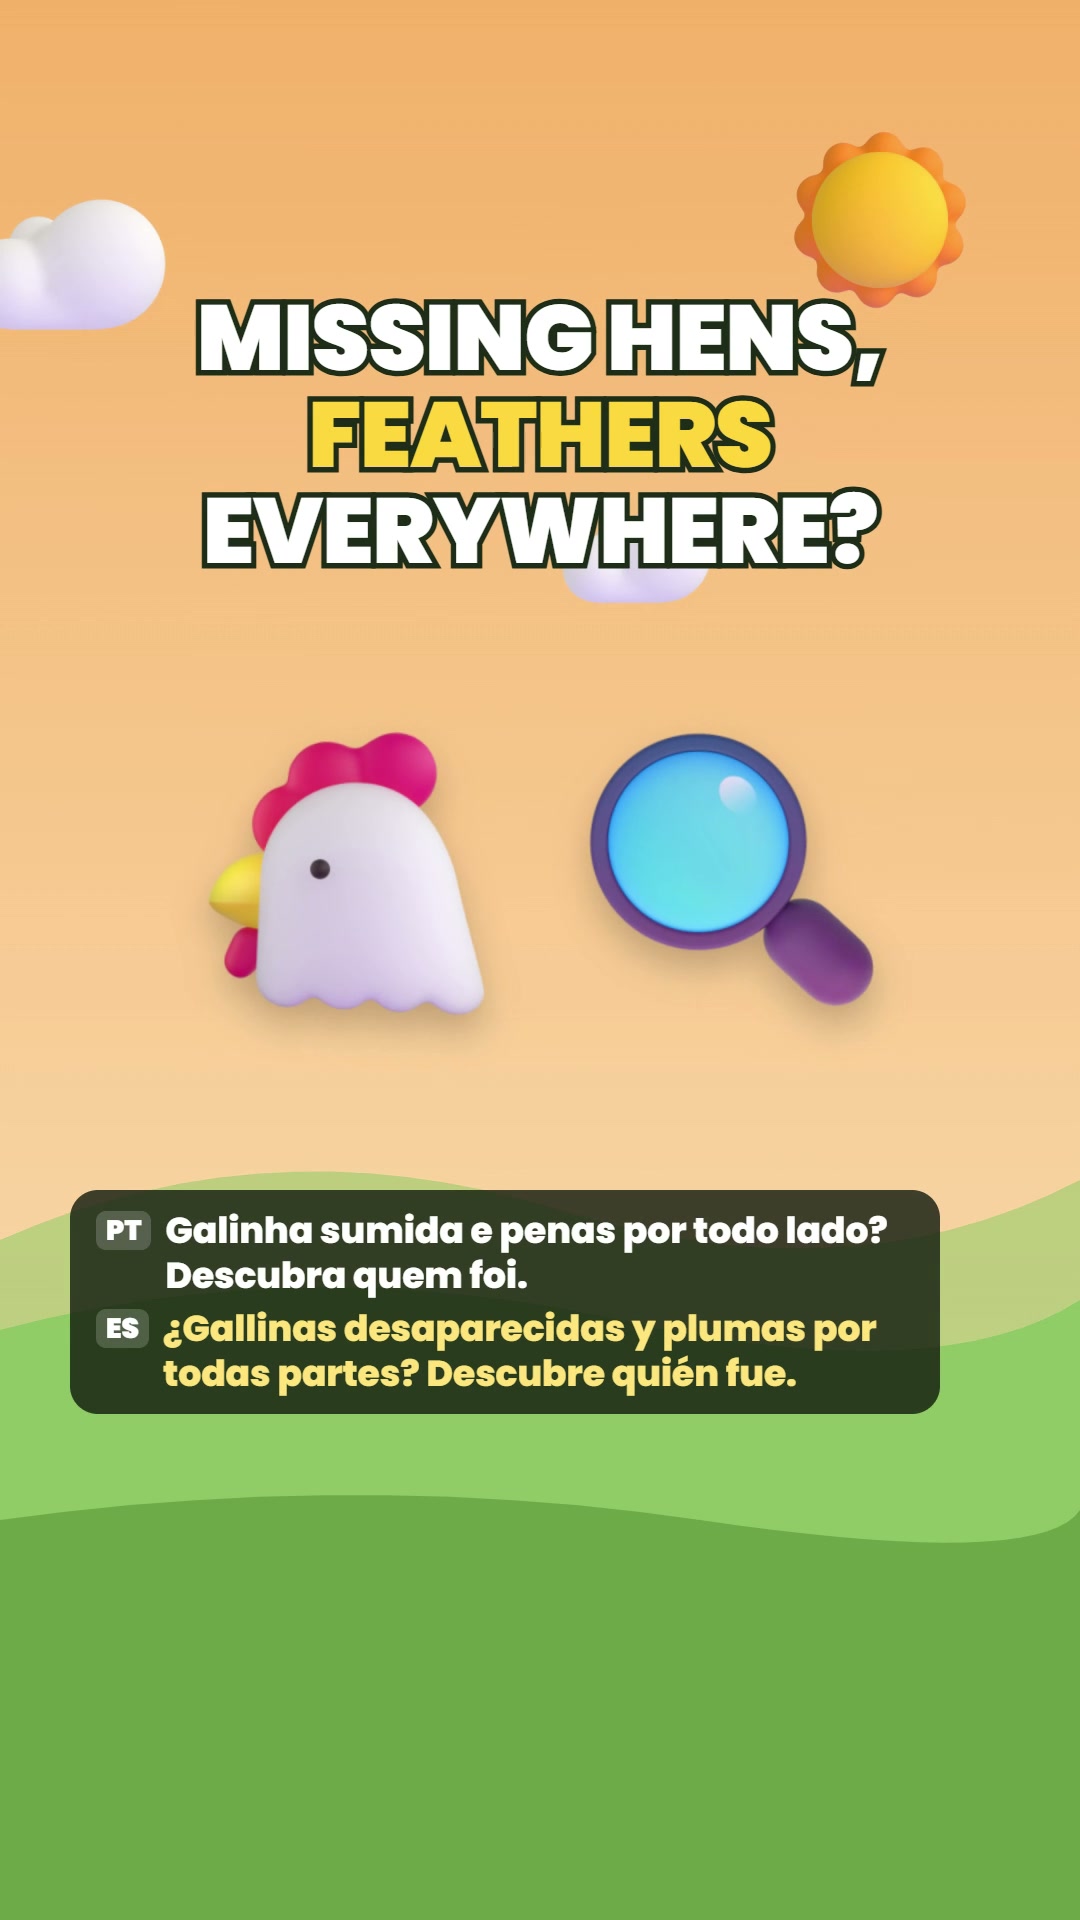 MISSING HENS,
FEATHERS
EVERYWHERE?
PT Galinha sumida e penas por todo lado?
Descubra quem foi.
ES ¿Gallinas desaparecidas y plumas por
todas partes? Descubre quién fue.